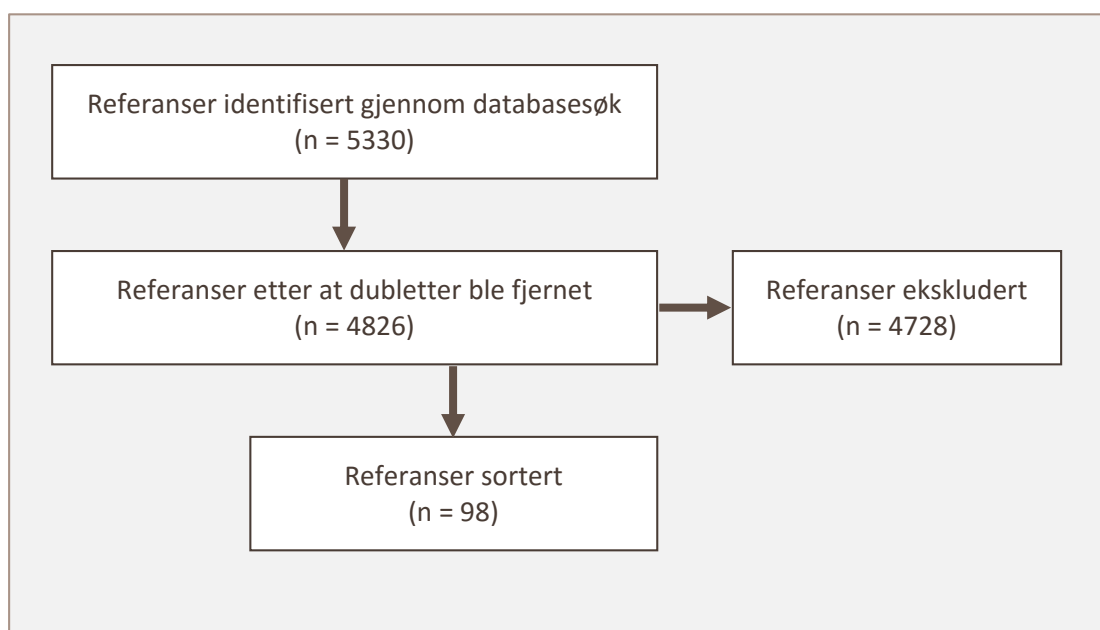 Referanser identifisert gjennom databasesøk
(n = 5330)
Referanser etter at dubletter ble fjernet
(n = 4826)
Referanser ekskludert
(n = 4728)
Referanser sortert
(n = 98)